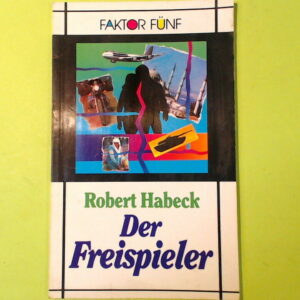 FAKTOR FÜNF
Robert Habeck
Der
Freispieler